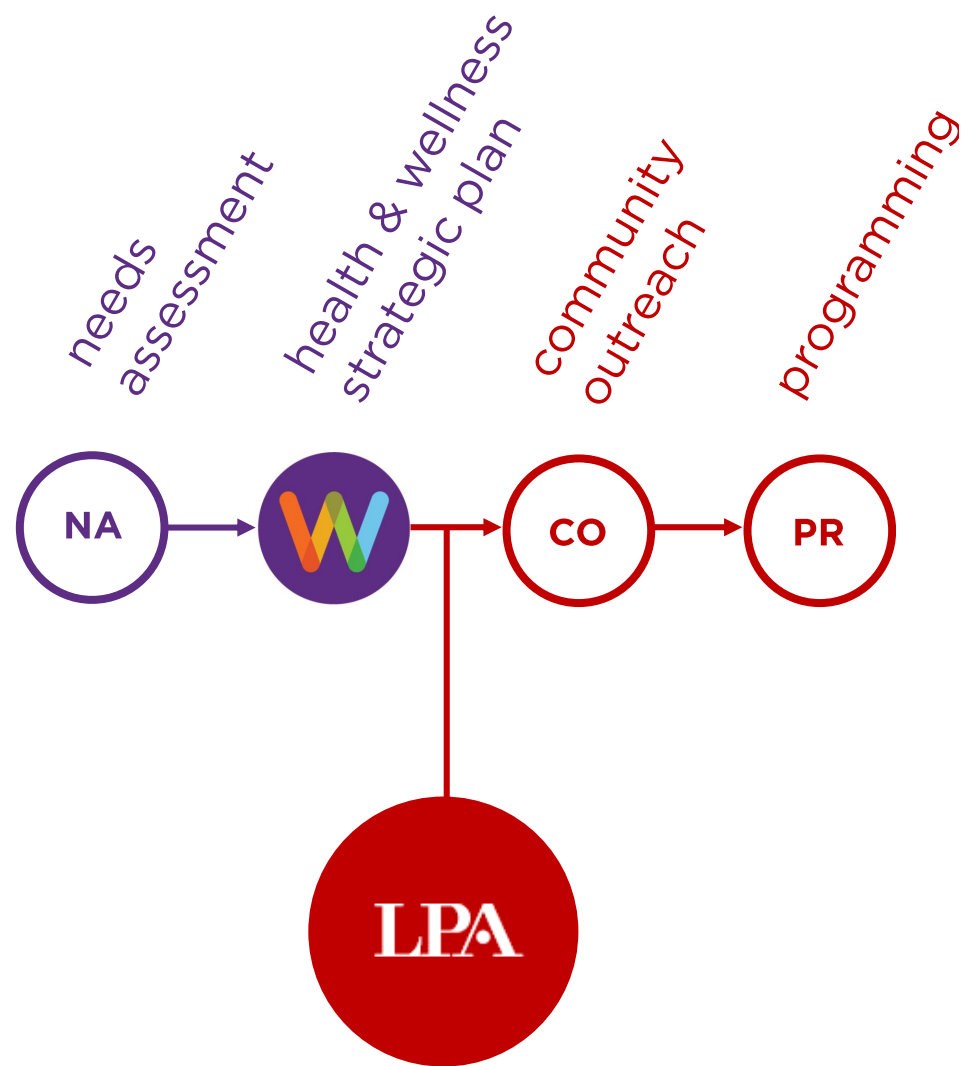 needs
assessment
health & wellness
strategic plan
community
outreach
programming
NA
W
CO
PR
LPA